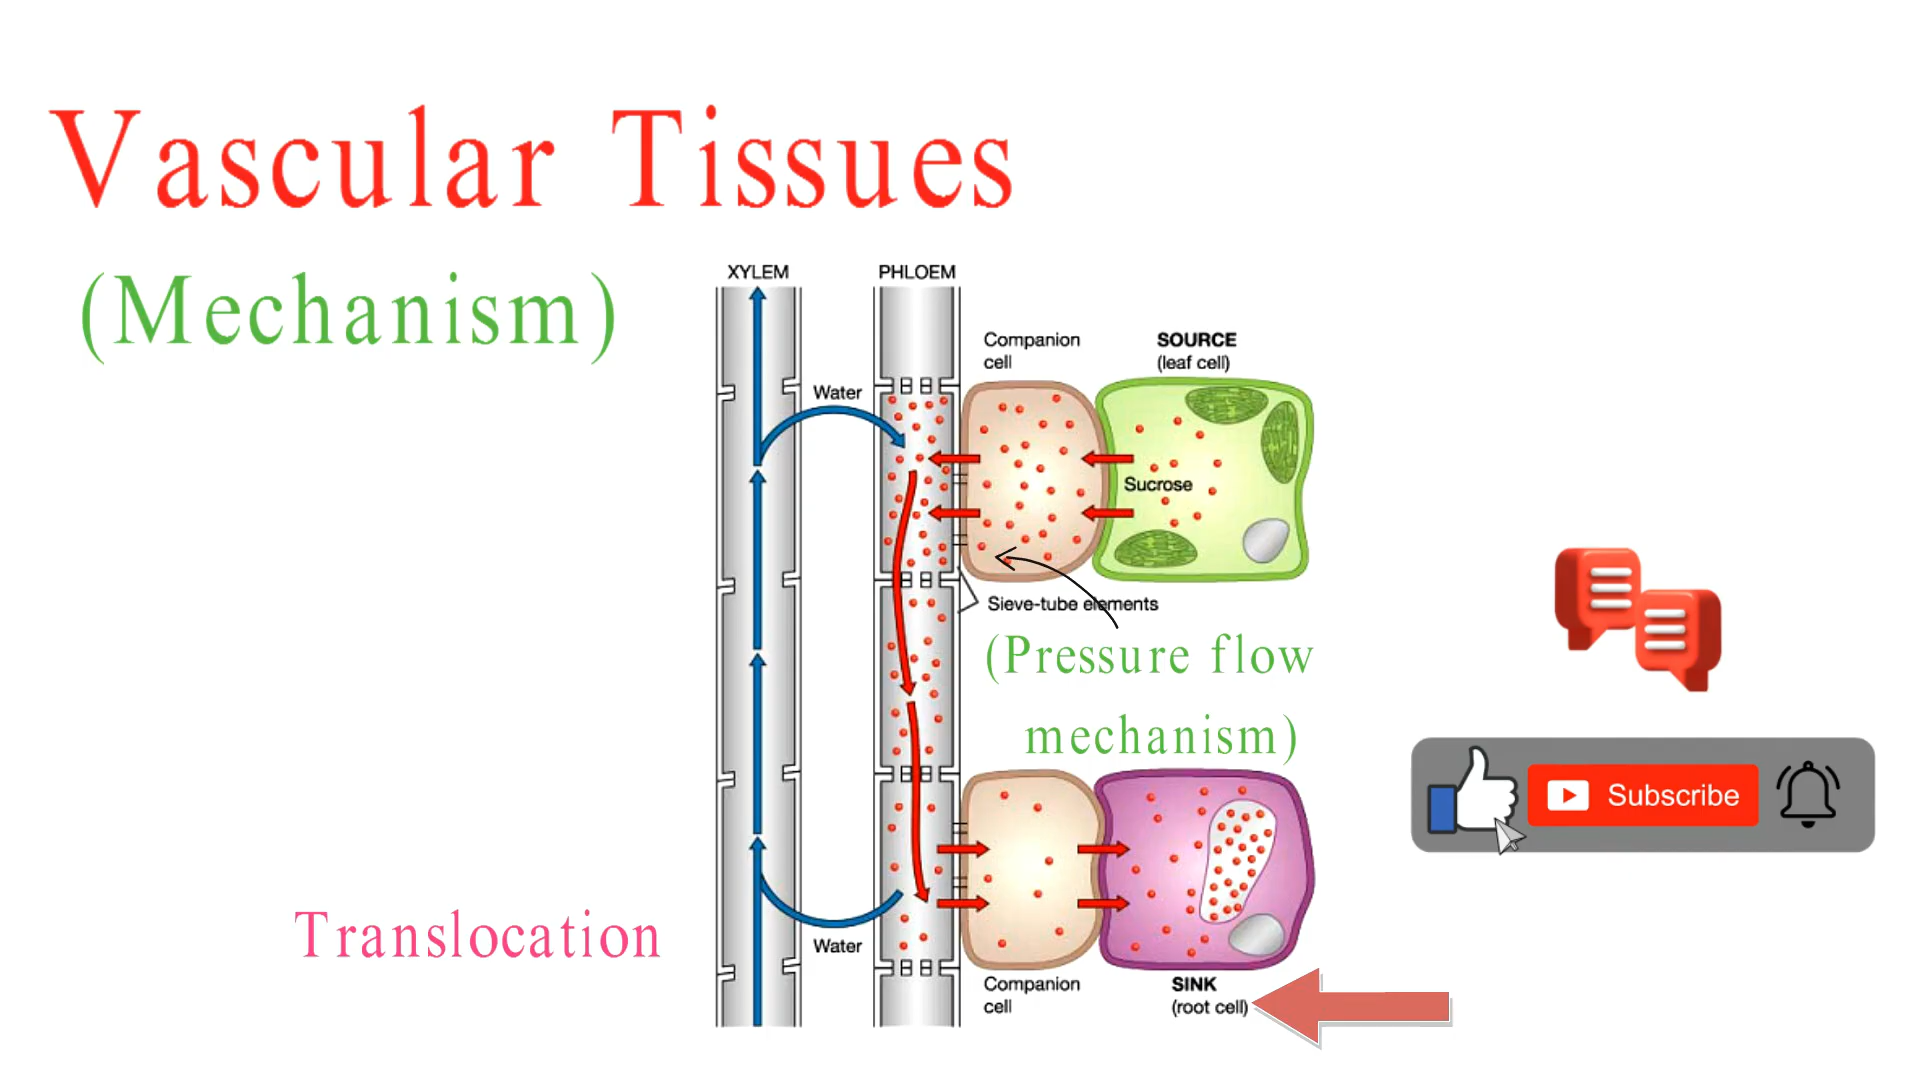 Vascular Tissues
(Mechanism)
XYLEM
PHLOEM
Companion
cell
SOURCE
(leaf cell)
Water
Sucrose
Sieve-tube elements
(Pressure flow
mechanism)
Subscribe
Translocation
Water
Companion
cell
SINK
(root cell)